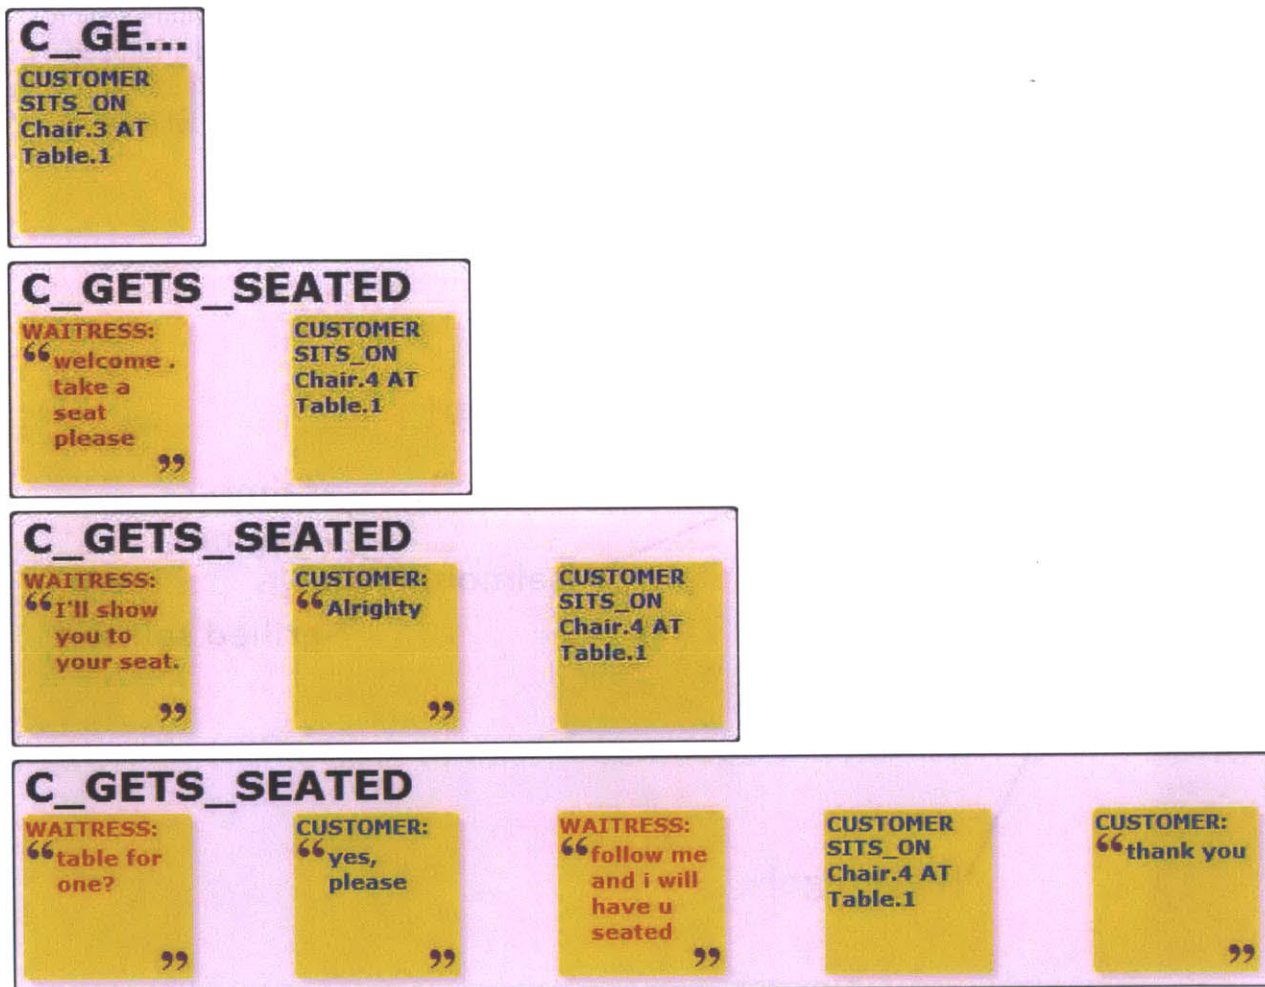 C_GE...
CUSTOMER
SITS_ON
Chair.3 AT
Table.1
C_GETS_SEATED
WAITRESS:
“welcome .
take a
seat
please
”
CUSTOMER
SITS_ON
Chair.4 AT
Table.1
C_GETS_SEATED
WAITRESS:
“I'll show
you to
your seat.
”
CUSTOMER:
“Alrighty
”
CUSTOMER
SITS_ON
Chair.4 AT
Table.1
C_GETS_SEATED
WAITRESS:
“table for
one?
”
CUSTOMER:
“yes,
please
”
WAITRESS:
“follow me
and i will
have u
seated
”
CUSTOMER
SITS_ON
Chair.4 AT
Table.1
CUSTOMER:
“thank you
”